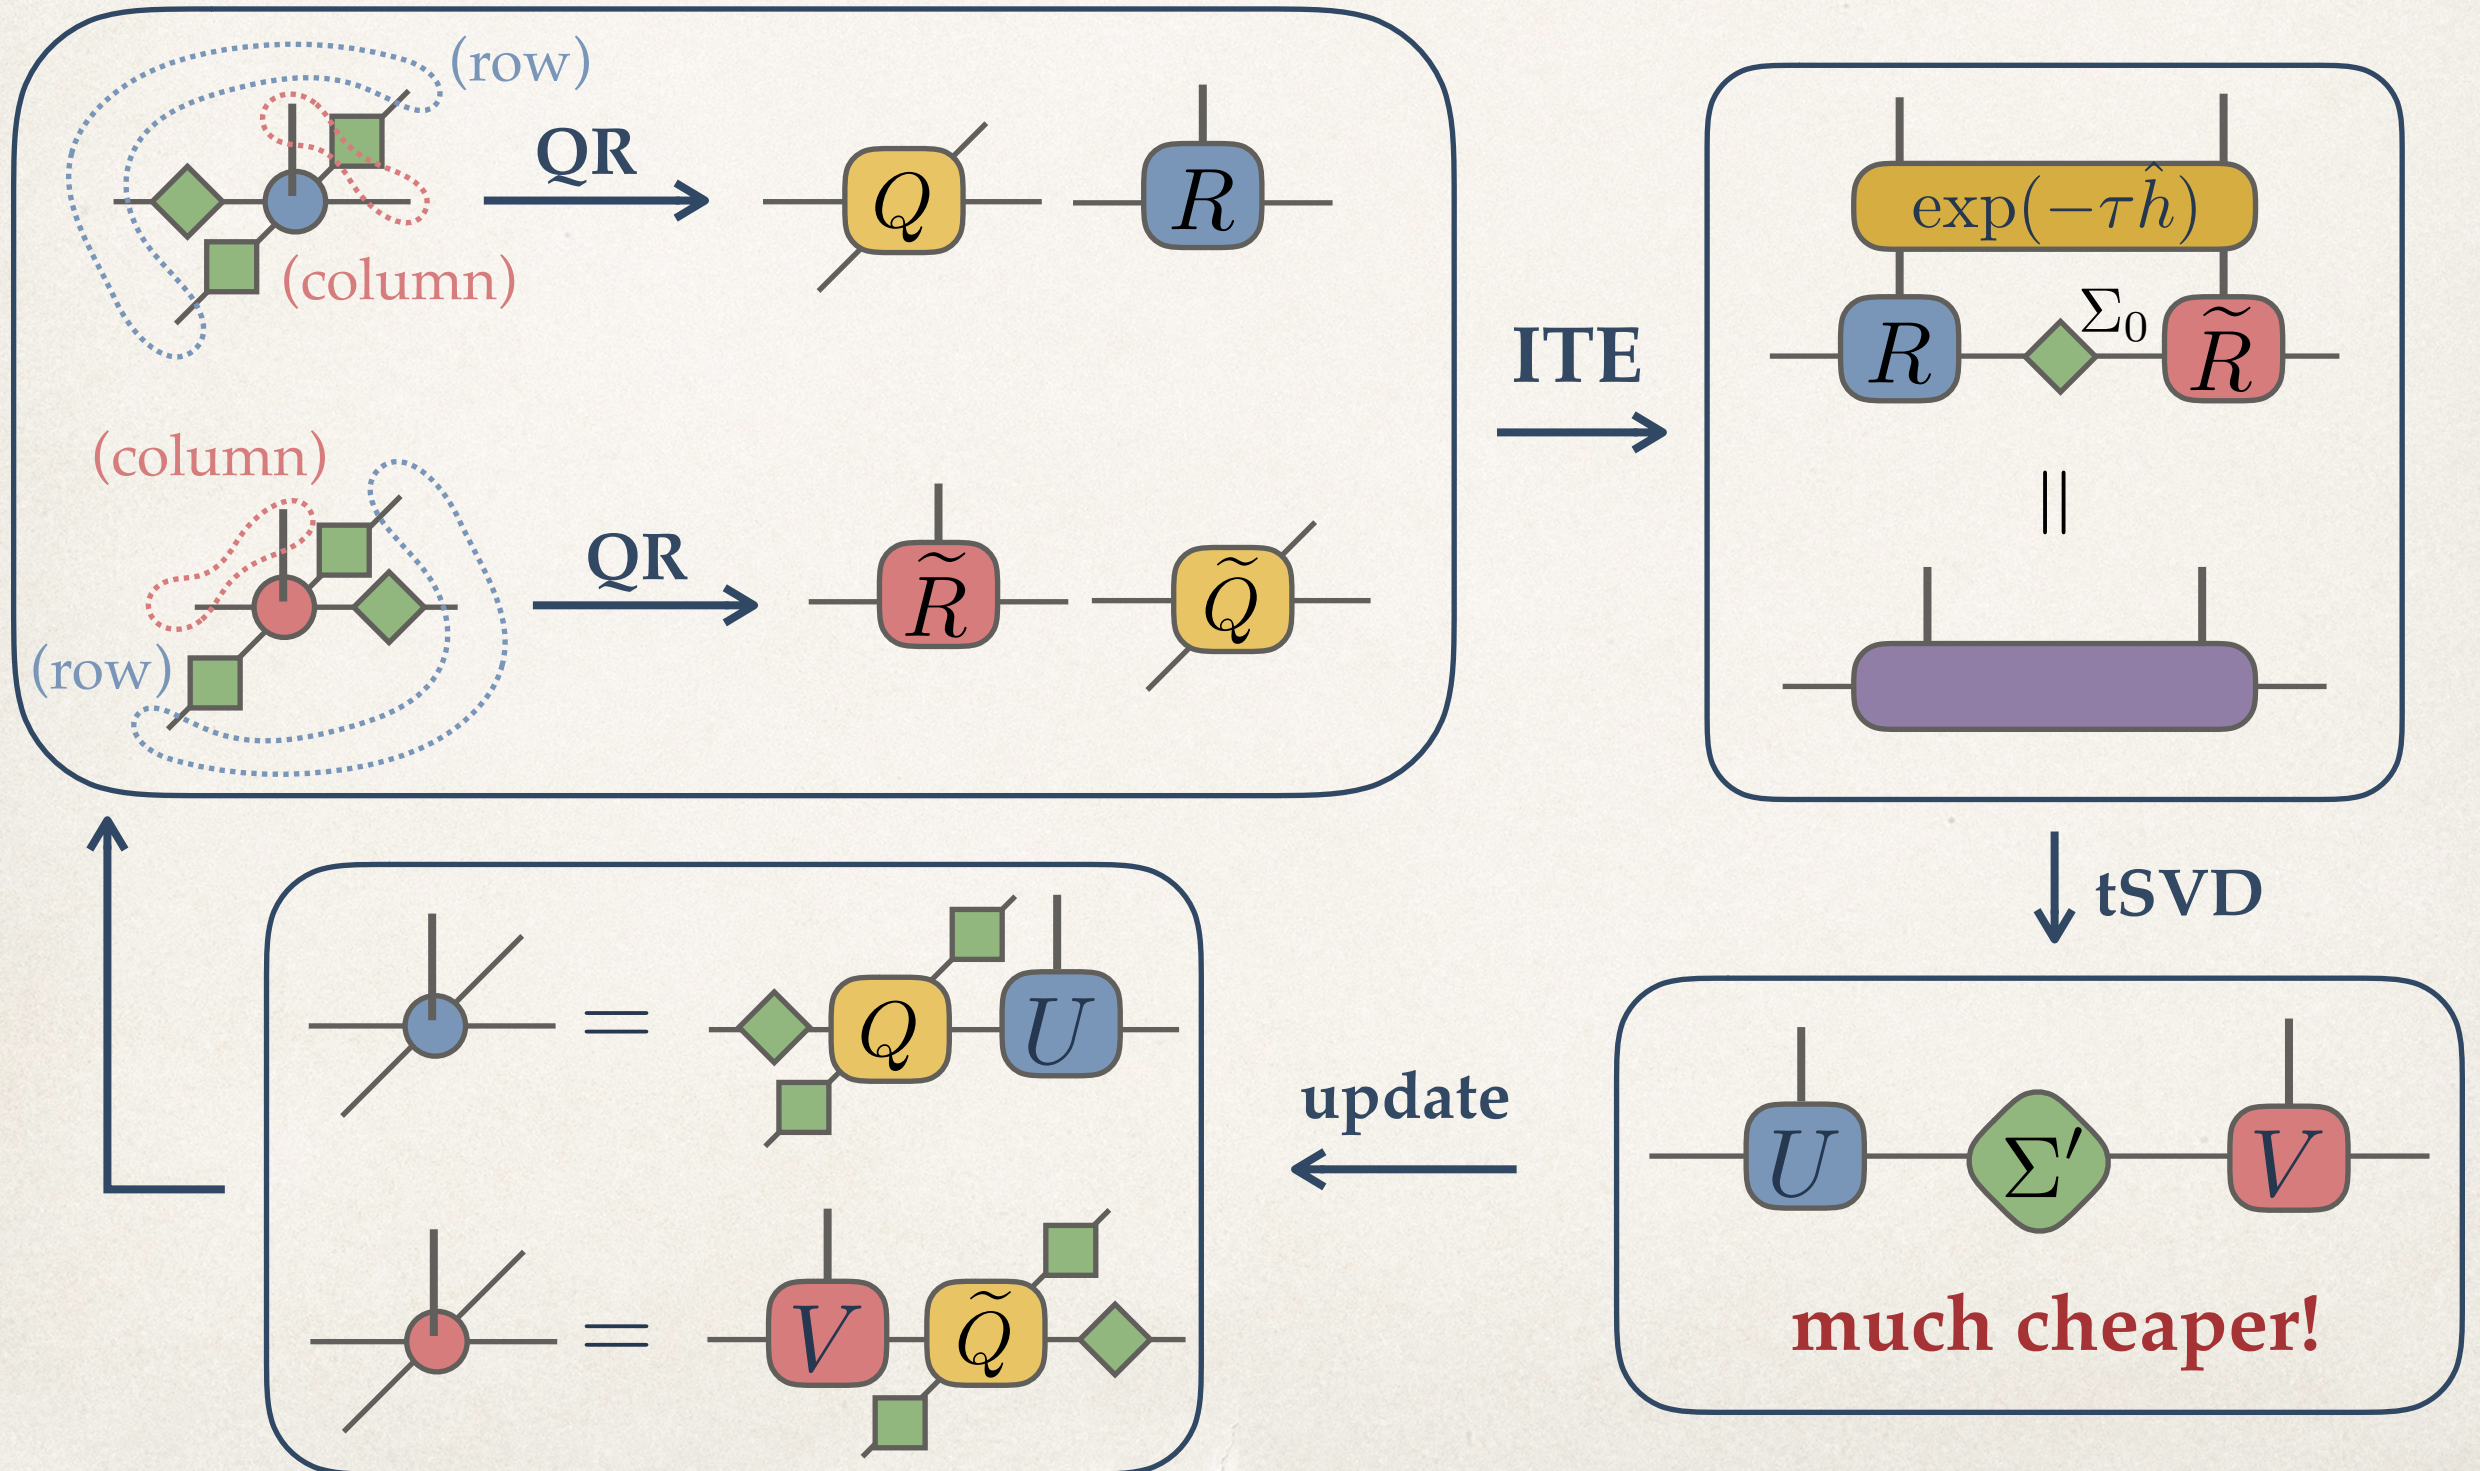 (row)
QR
(column)
Q
R
(column)
QR
(row)
R̃
Q̃
ITE
exp(−τĥ)
R
Σ₀
R̃
||
tSVD
U
Σ′
V
much cheaper!
update
=
Q
U
=
V
Q̃